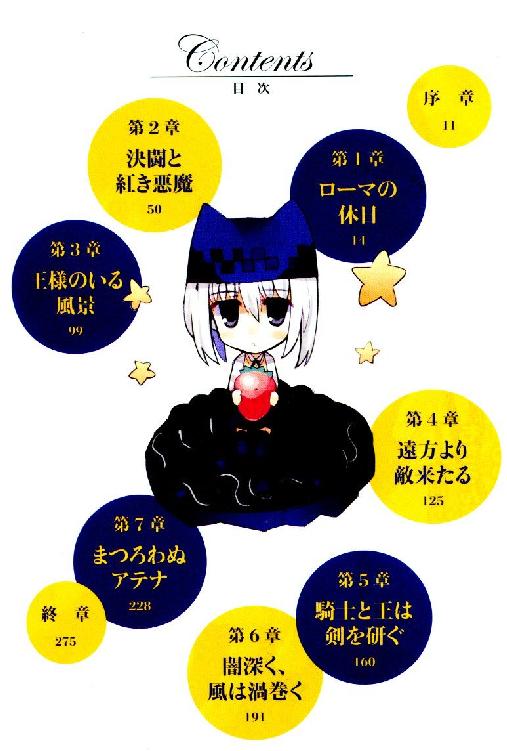 Contents
目次
序 章
11
第1章
ローマの
休日
14
第2章
決闘と
紅き悪魔
50
第3章
王様のいる
風景
99
第4章
遠方より
敵来たる
125
第5章
騎士と王は
剣を研ぐ
160
第6章
闇深く、
風は渦巻く
191
第7章
まつろわぬ
アテナ
228
終 章
275